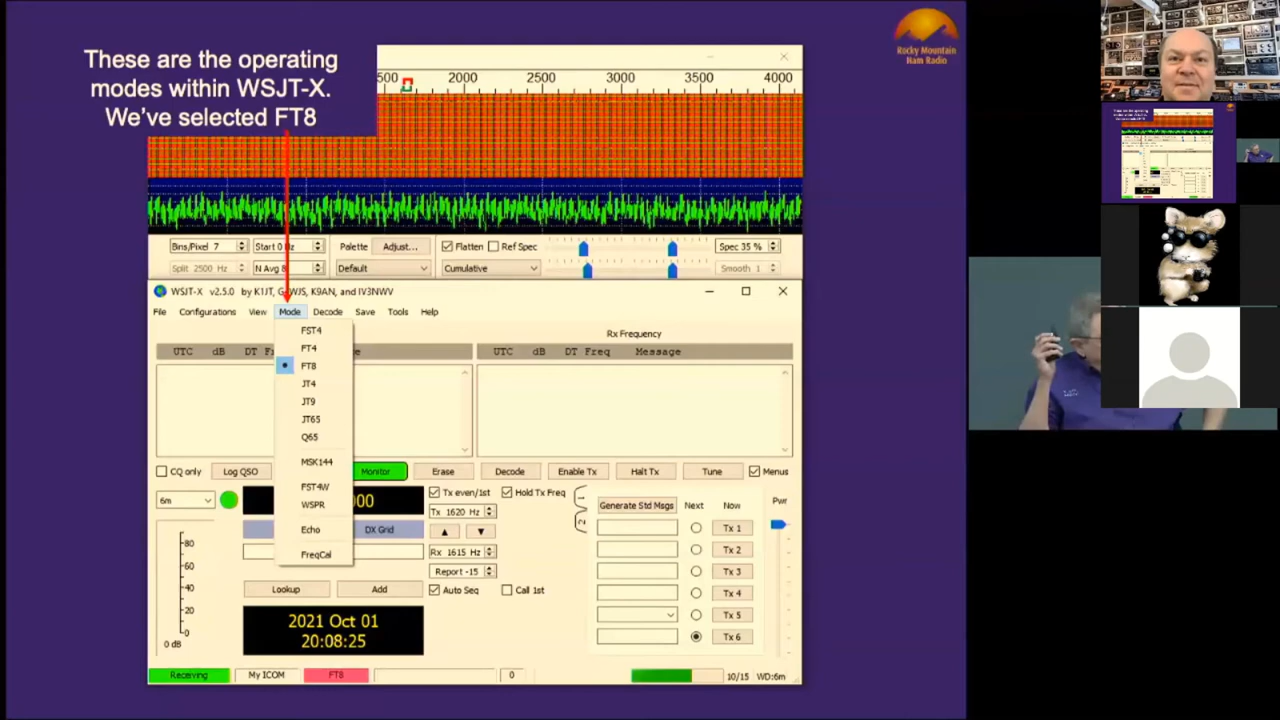 These are the operating
modes within WSJT-X.
We've selected FT8
Rocky Mountain
Ham Radio
500 2000 2500 3000 3500 4000
Bins/Pixel 7 Start 0 Hz Palette Adjust... Flatten Ref Spec Spec 35 %
Split 2500 Hz N Avg 8 Default Cumulative Smooth 1
WSJT-X v2.5.0 by K1JT, G4WJS, K9AN, and IV3NWV
File Configurations View Mode Decode Save Tools Help
FST4
FT4
FT8
JT4
JT9
JT65
Q65
MSK144
FST4W
WSPR
Echo
FreqCal
Rx Frequency
UTC dB DT UTC dB DT Freq Message
CQ only Log QSO Monitor Erase Decode Enable Tx Halt Tx Tune Menus
6m 000 Tx even/1st Hold Tx Freq 1 Generate Std Msgs Next Now Pwr
Tx 1620 Hz 2 Tx 1
DX Grid
Rx 1615 Hz Tx 2
Report -15 Tx 3
Lookup Add Auto Seq Call 1st Tx 4
80
60
40
20
0
0 dB
2021 Oct 01
20:08:25
Tx 5
Tx 6
Receiving My ICOM FT8 0 10/15 WD:6m